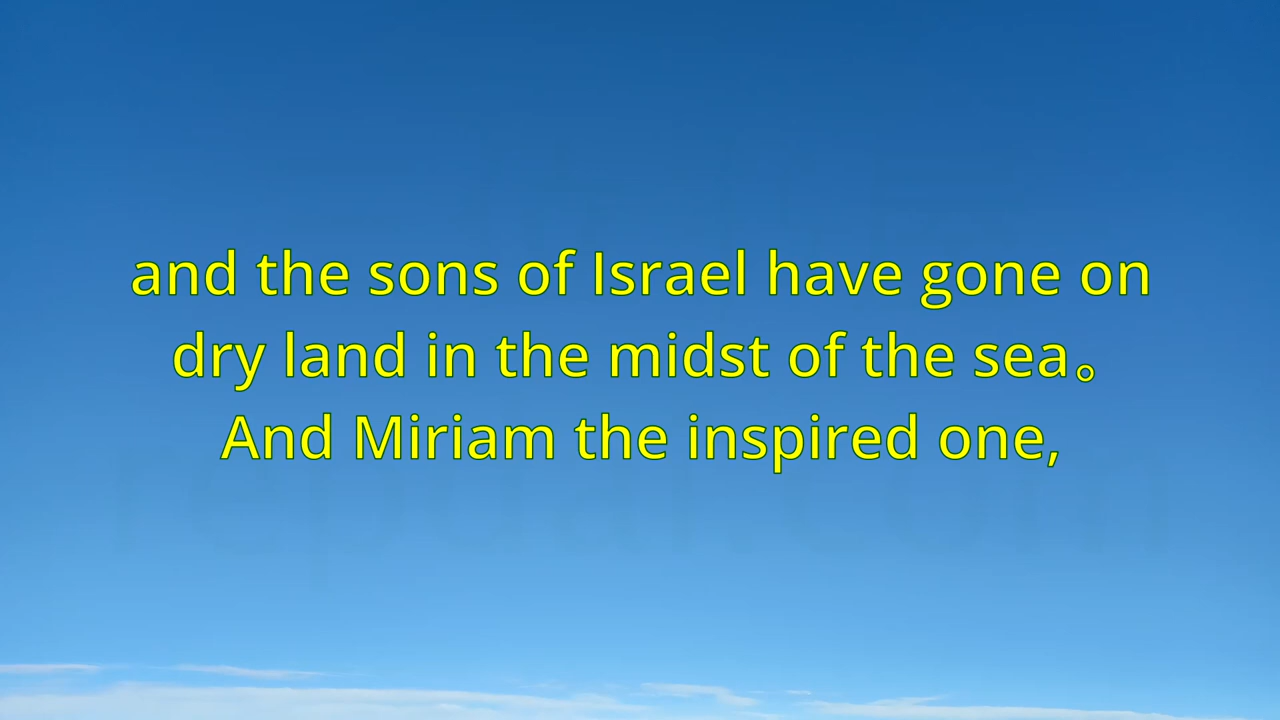 and the sons of Israel have gone on
dry land in the midst of the sea。
And Miriam the inspired one,